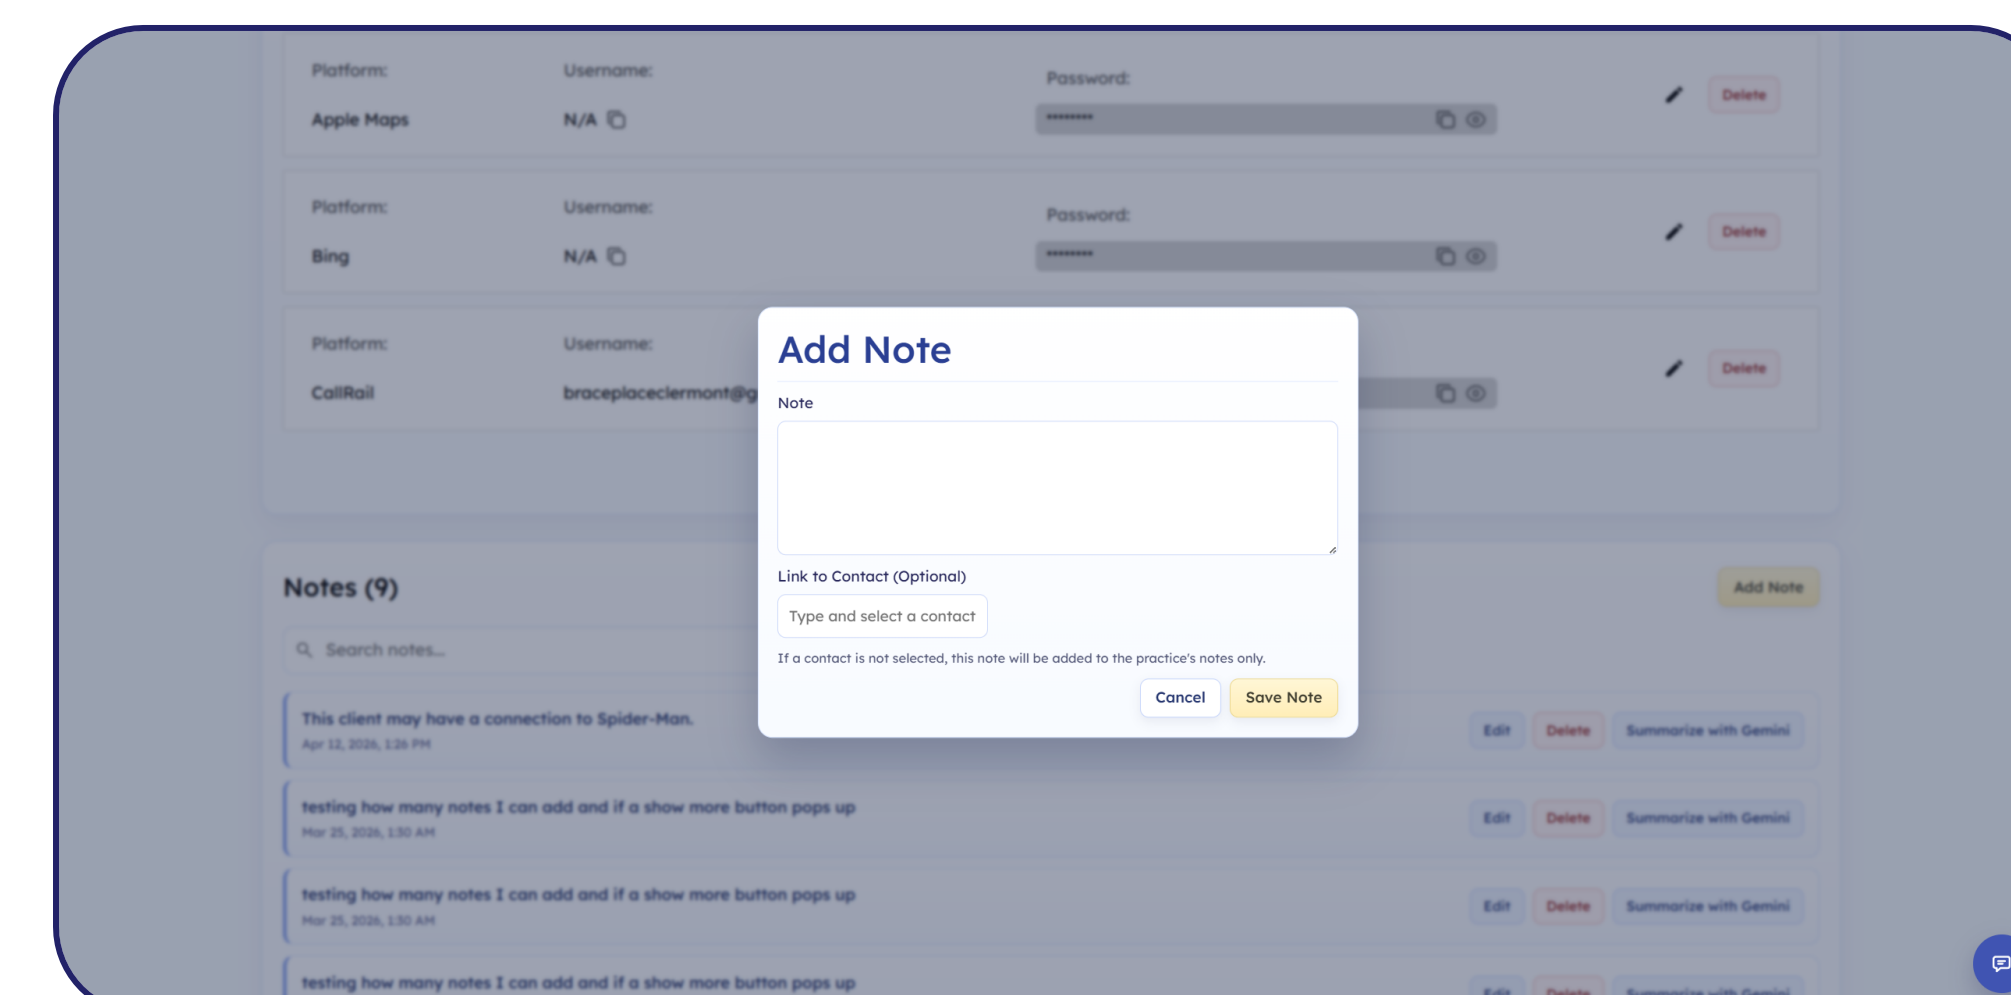 Platform: Username: Password:
Apple Maps N/A •••••••• Delete
Platform: Username: Password:
Bing N/A •••••••• Delete
Platform: Username:
CallRail braceplaceclermont@g Delete
Add Note
Note
Link to Contact (Optional)
Type and select a contact
If a contact is not selected, this note will be added to the practice's notes only.
Cancel Save Note
Notes (9) Add Note
Search notes...
This client may have a connection to Spider-Man.
Apr 12, 2026, 1:26 PM
Edit Delete Summarize with Gemini
testing how many notes I can add and if a show more button pops up
Mar 25, 2026, 1:30 AM
Edit Delete Summarize with Gemini
testing how many notes I can add and if a show more button pops up
Mar 25, 2026, 1:30 AM
Edit Delete Summarize with Gemini
testing how many notes I can add and if a show more button pops up
Edit Delete Summarize with Gemini